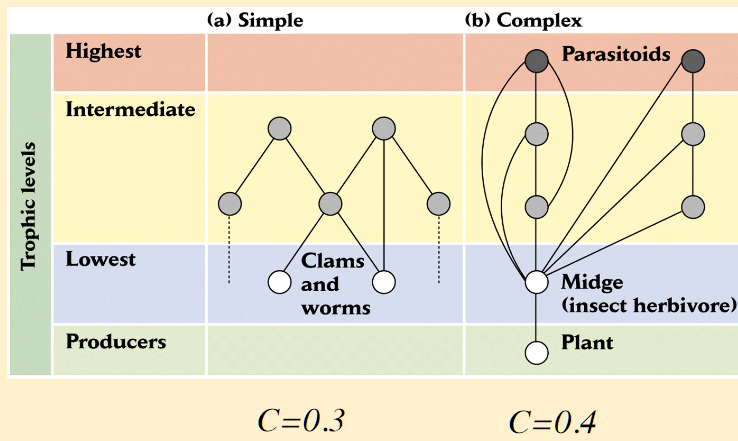 (a) Simple
(b) Complex
Highest
Parasitoids
Intermediate
Trophic levels
Lowest
Clams
and
worms
Midge
(insect herbivore)
Producers
Plant
C=0.3
C=0.4